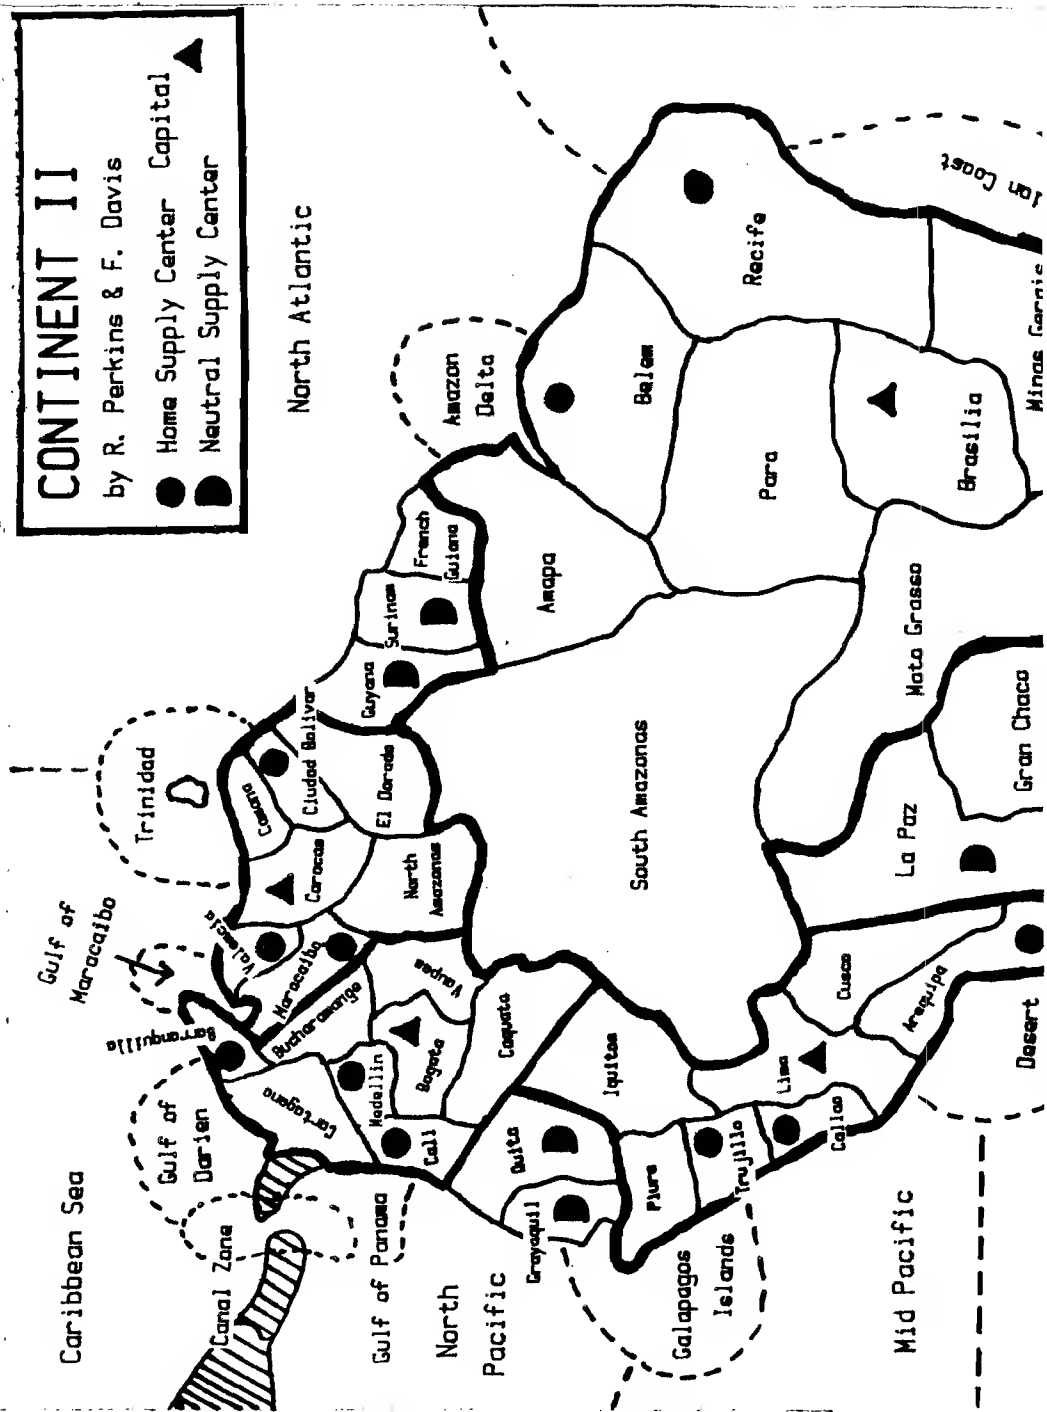 CONTINENT II
by R. Perkins & F. Davis
Home Supply Center Capital
Neutral Supply Center
Caribbean Sea
Gulf of
Maracaibo
Trinidad
North Atlantic
Gulf of
Darien
Canal Zone
Gulf of Panama
North
Pacific
Galapagos
Islands
Mid Pacific
Amazon
Delta
Barranquilla
Valencia
Maracaibo
Bucharamanga
Cartagena
Medellin
Bogota
Cali
Vaupes
Caqueta
Caracas
Cumana
Ciudad Bolivar
El Dorado
North
Amazonas
Guyana
Surinam
French
Guiana
Amapa
Belem
Recife
Para
Brasilia
Minas Gerais
ian Coast
Mato Grasso
South Amazonas
Quito
Grayaquil
Iquitos
Piura
Trujillo
Lima
Callao
Cusco
Arequipa
La Paz
Gran Chaco
Desert